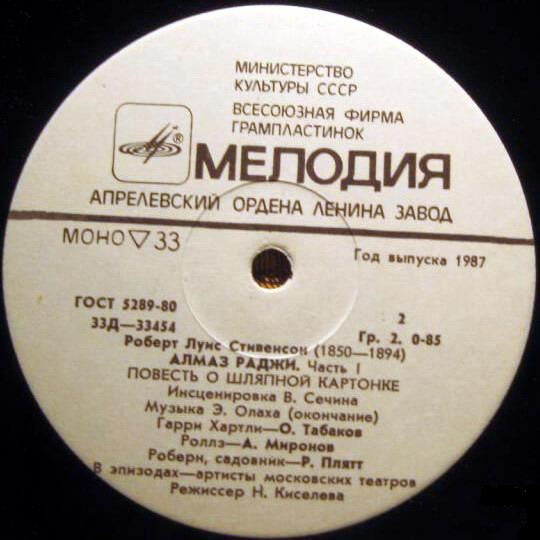 МИНИСТЕРСТВО
КУЛЬТУРЫ СССР
ВСЕСОЮЗНАЯ ФИРМА
ГРАМПЛАСТИНОК
®
МЕЛОДИЯ
АПРЕЛЕВСКИЙ ОРДЕНА ЛЕНИНА ЗАВОД
МОНО ▽ 33
Год выпуска 1987
ГОСТ 5289-80
2
33Д—33454
Гр. 2. 0-85
Роберт Луис Стивенсон (1850—1894)
АЛМАЗ РАДЖИ. Часть I
ПОВЕСТЬ О ШЛЯПНОЙ КАРТОНКЕ
Инсценировка В. Сечина
Музыка Э. Олаха (окончание)
Гарри Хартли—О. Табаков
Роллз—А. Миронов
Роберн, садовник—Р. Плятт
В эпизодах—артисты московских театров
Режиссер Н. Киселева